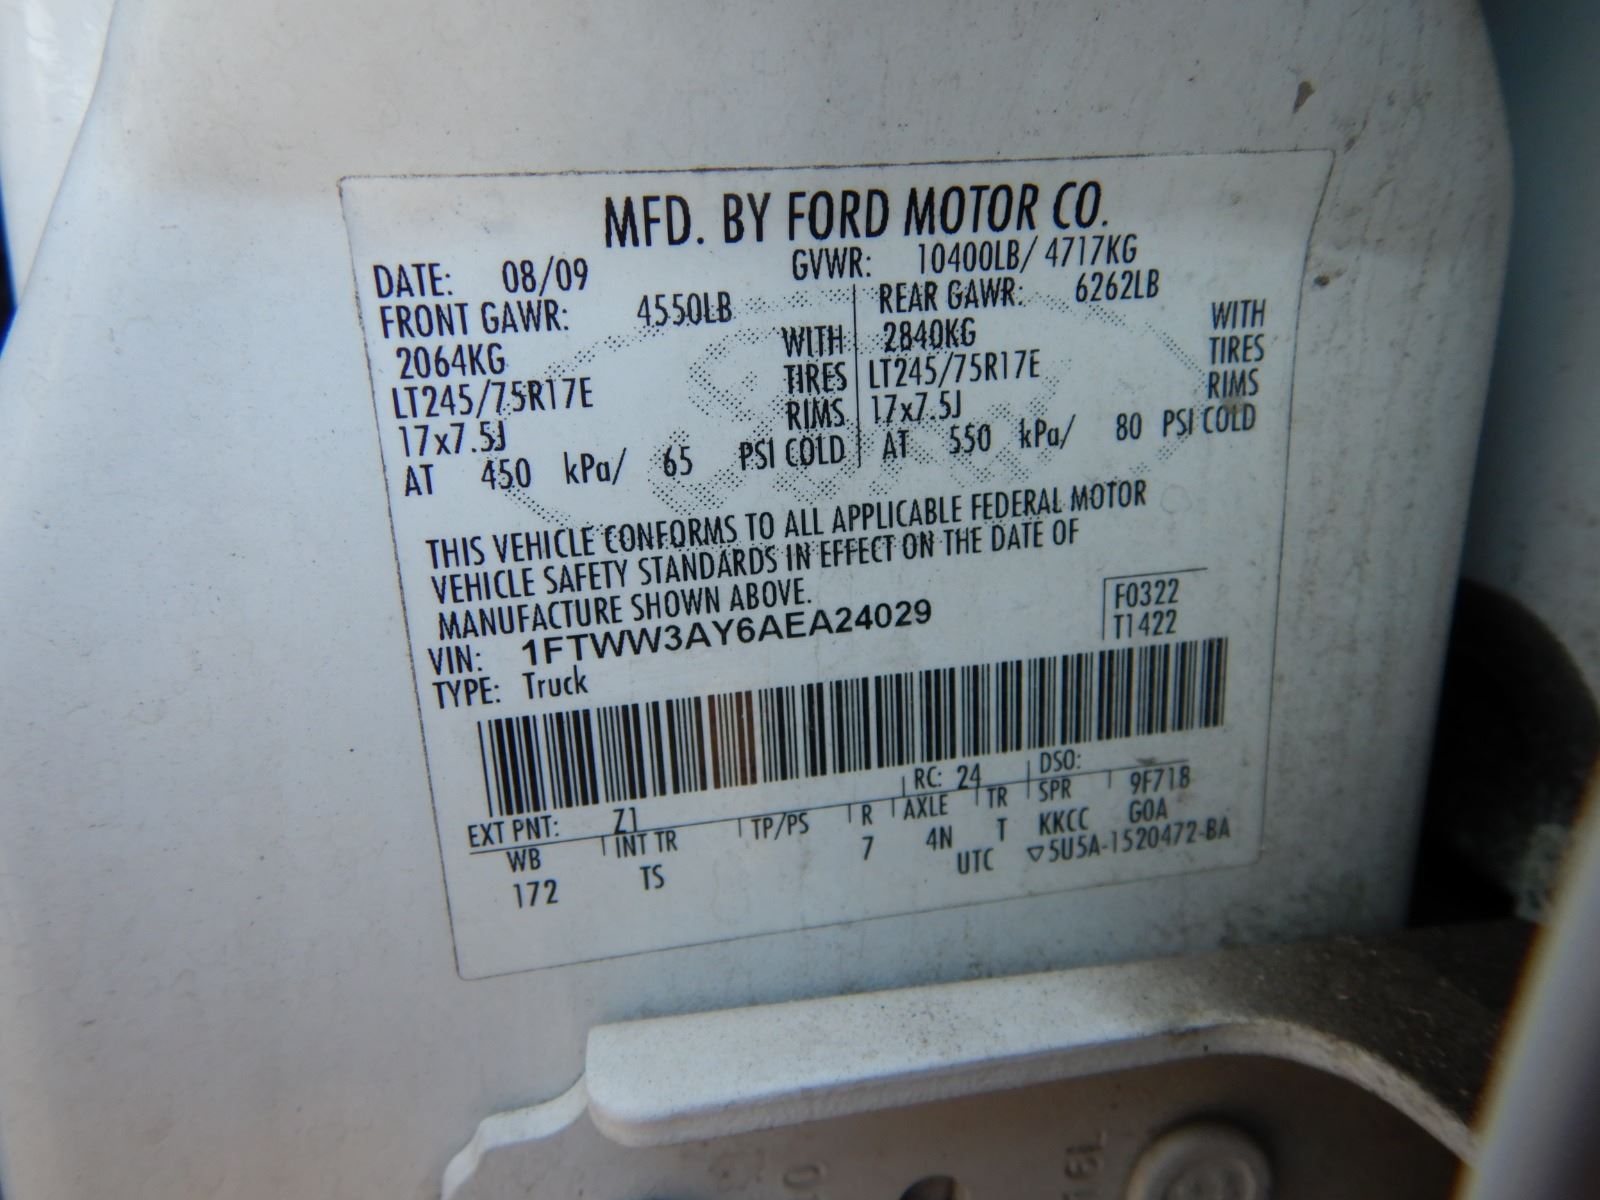 MFD. BY FORD MOTOR CO.
DATE: 08/09 GVWR: 10400LB/ 4717KG
FRONT GAWR: 4550LB REAR GAWR: 6262LB
2064KG WITH 2840KG WITH
LT245/75R17E TIRES LT245/75R17E TIRES
17x7.5J RIMS 17x7.5J RIMS
AT 450 kPa/ 65 PSI COLD AT 550 kPa/ 80 PSI COLD
THIS VEHICLE CONFORMS TO ALL APPLICABLE FEDERAL MOTOR
VEHICLE SAFETY STANDARDS IN EFFECT ON THE DATE OF
MANUFACTURE SHOWN ABOVE.
F0322
VIN: 1FTWW3AY6AEA24029 T1422
TYPE: Truck
EXT PNT: Z1 RC: 24 DSO:
WB INT TR TP/PS R AXLE TR SPR 9F718
172 TS 7 4N T KKCC GOA
UTC ▽5U5A-1520472-BA